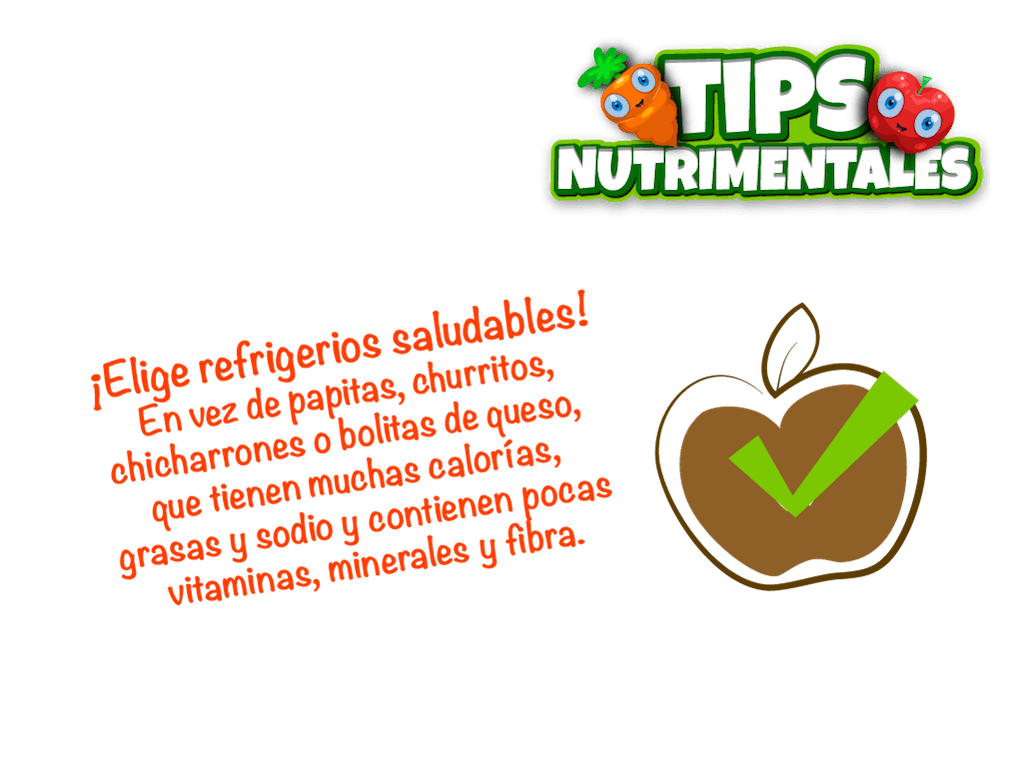 TIPS
NUTRIMENTALES
¡Elige refrigerios saludables!
En vez de papitas, churritos,
chicharrones o bolitas de queso,
que tienen muchas calorías,
grasas y sodio y contienen pocas
vitaminas, minerales y fibra.